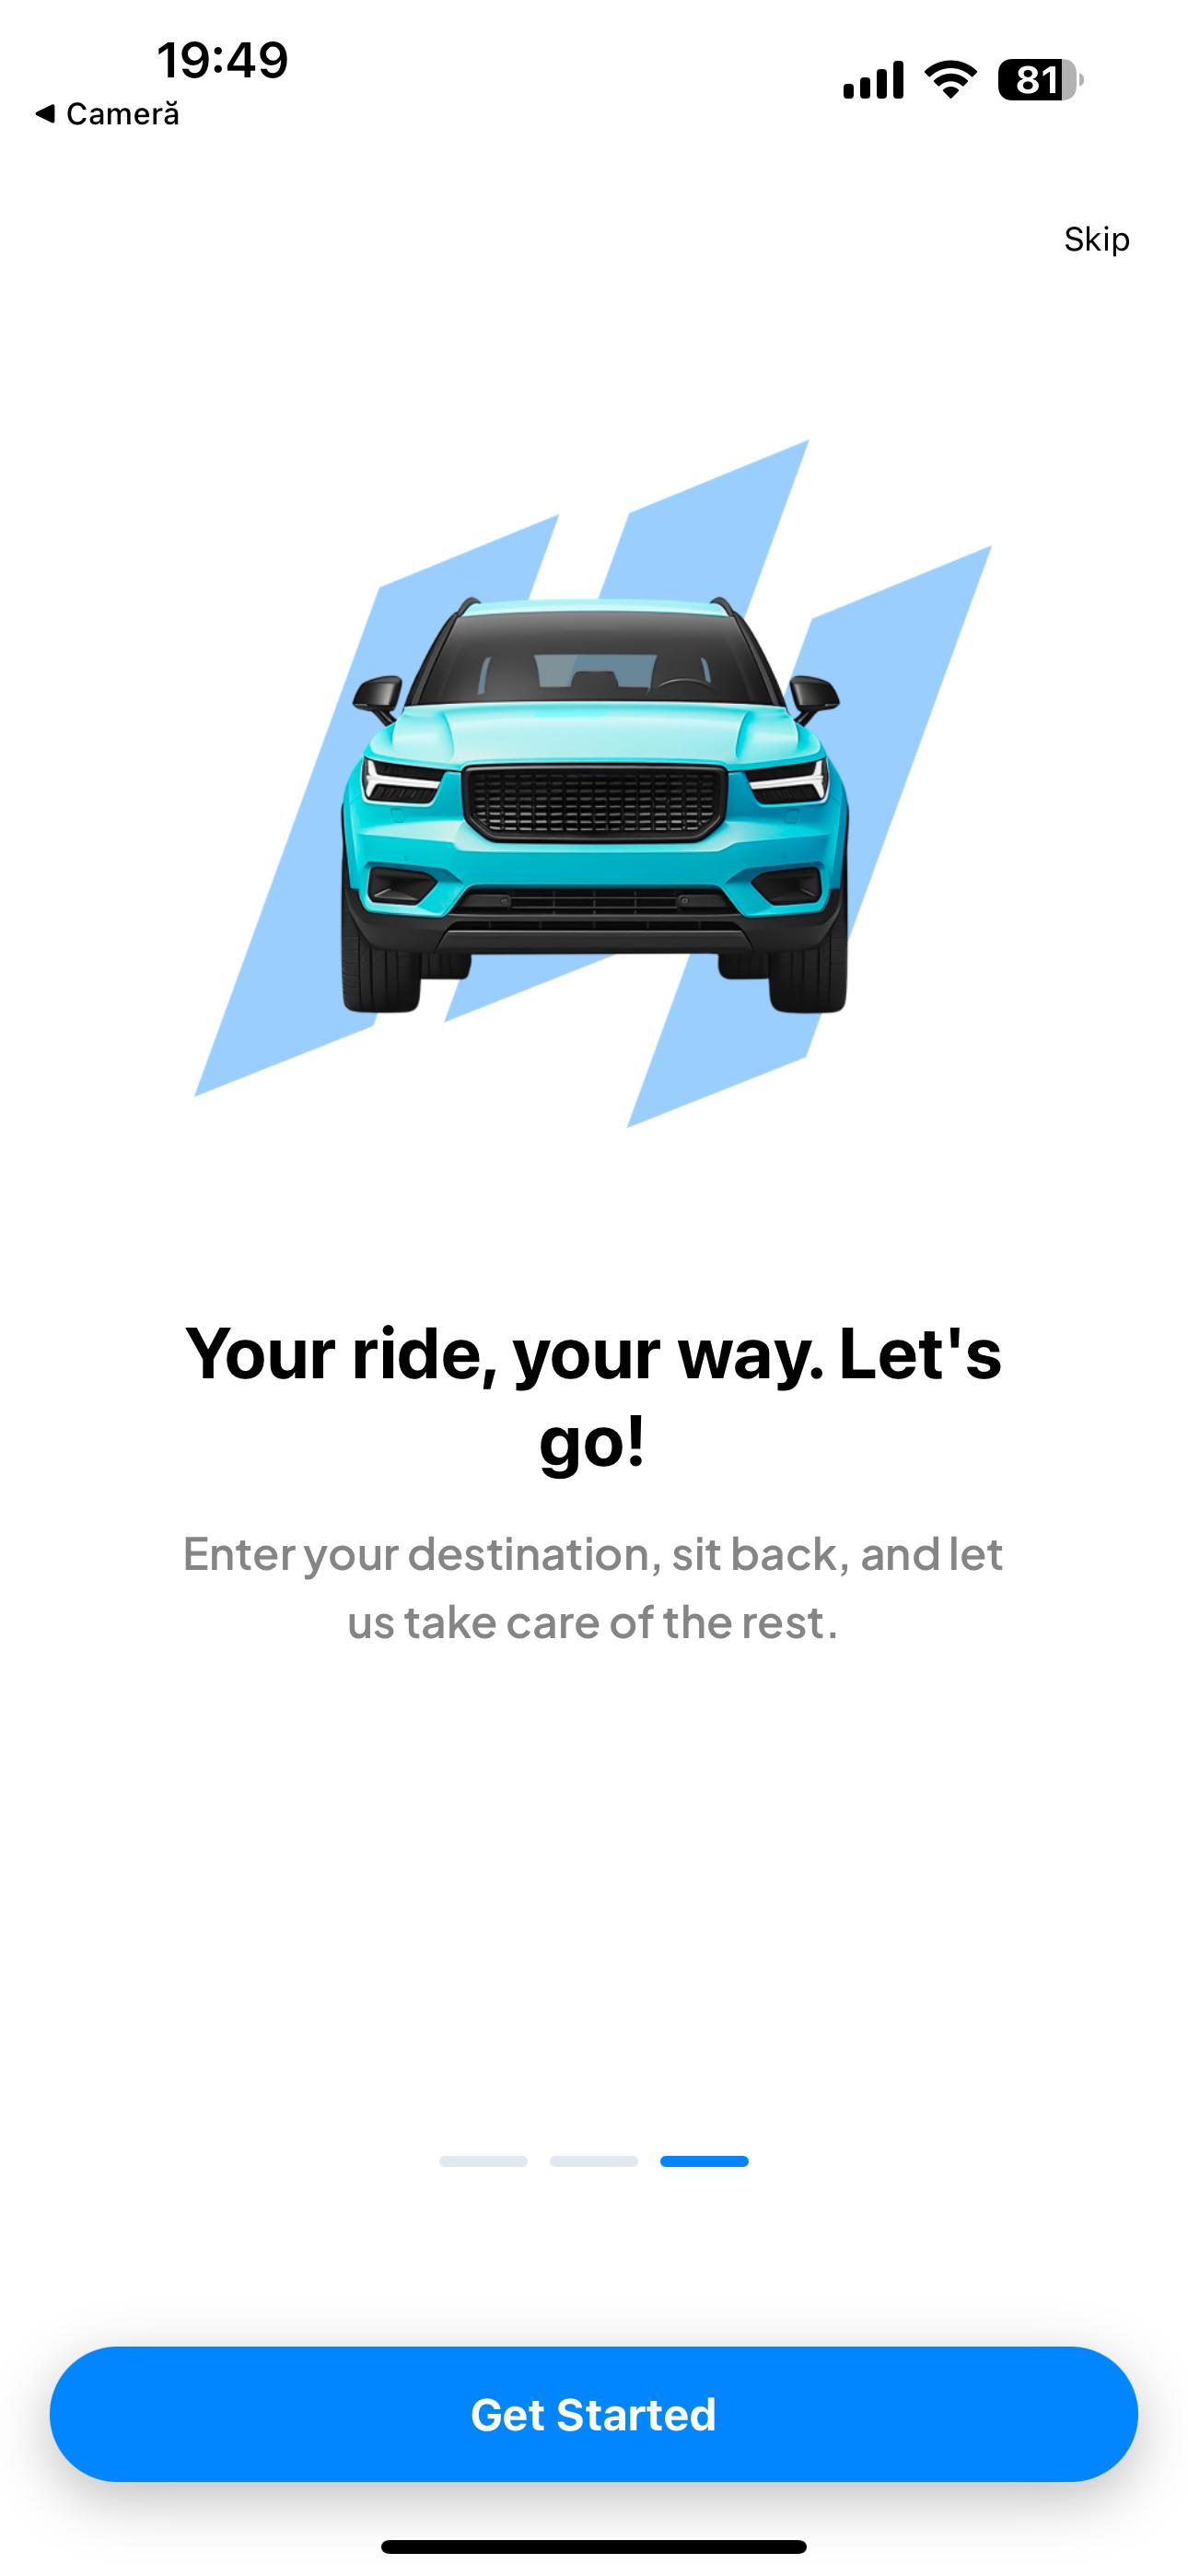 19:49
81
◀ Cameră
Skip
Your ride, your way. Let's
go!
Enter your destination, sit back, and let
us take care of the rest.
Get Started